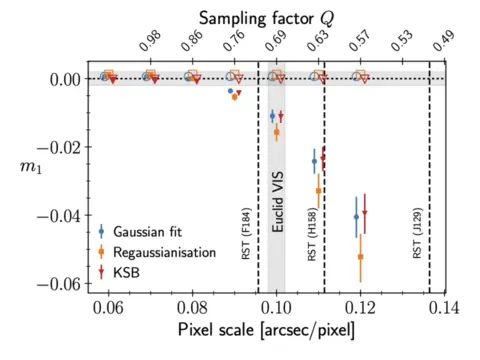 Sampling factor Q
0.98 0.86 0.76 0.69 0.63 0.57 0.53 0.49
0.00
−0.02
−0.04
−0.06
m1
RST (F184)
Euclid VIS
RST (H158)
RST (J129)
Gaussian fit
Regaussianisation
KSB
0.06 0.08 0.10 0.12 0.14
Pixel scale [arcsec/pixel]